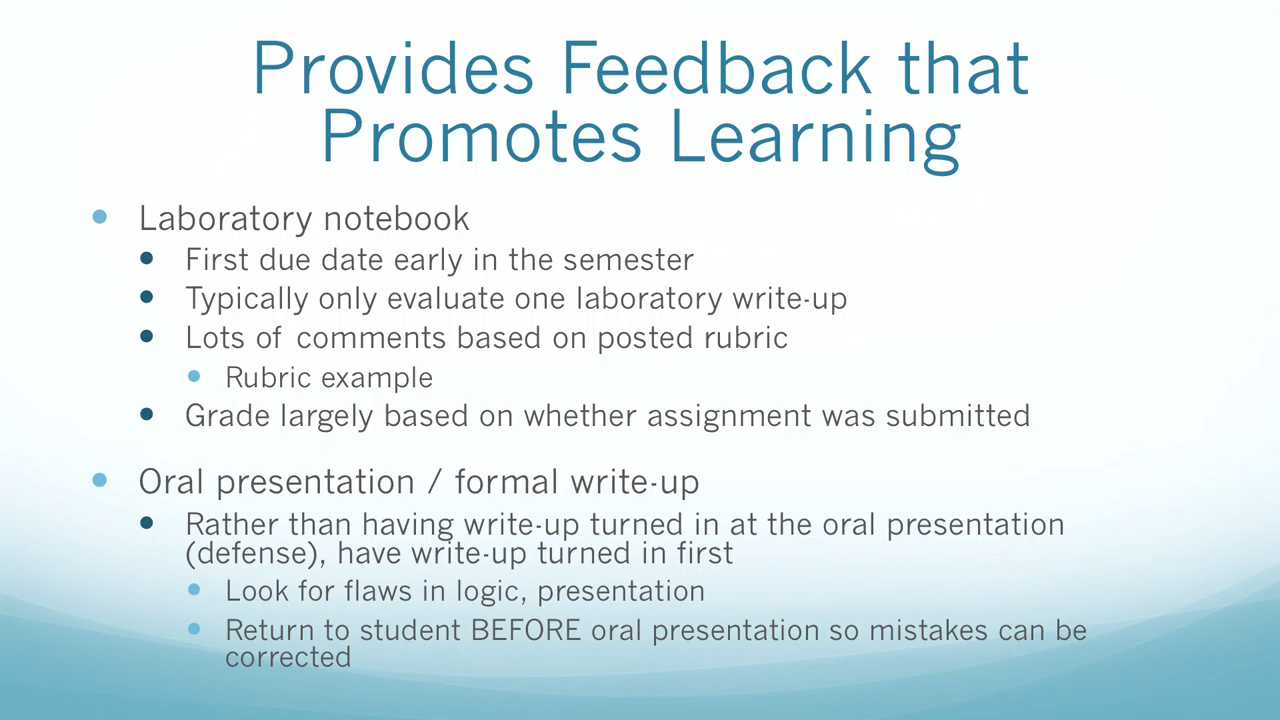 Provides Feedback that
Promotes Learning
• Laboratory notebook
• First due date early in the semester
• Typically only evaluate one laboratory write-up
• Lots of comments based on posted rubric
• Rubric example
• Grade largely based on whether assignment was submitted
• Oral presentation / formal write-up
• Rather than having write-up turned in at the oral presentation
(defense), have write-up turned in first
• Look for flaws in logic, presentation
• Return to student BEFORE oral presentation so mistakes can be
corrected